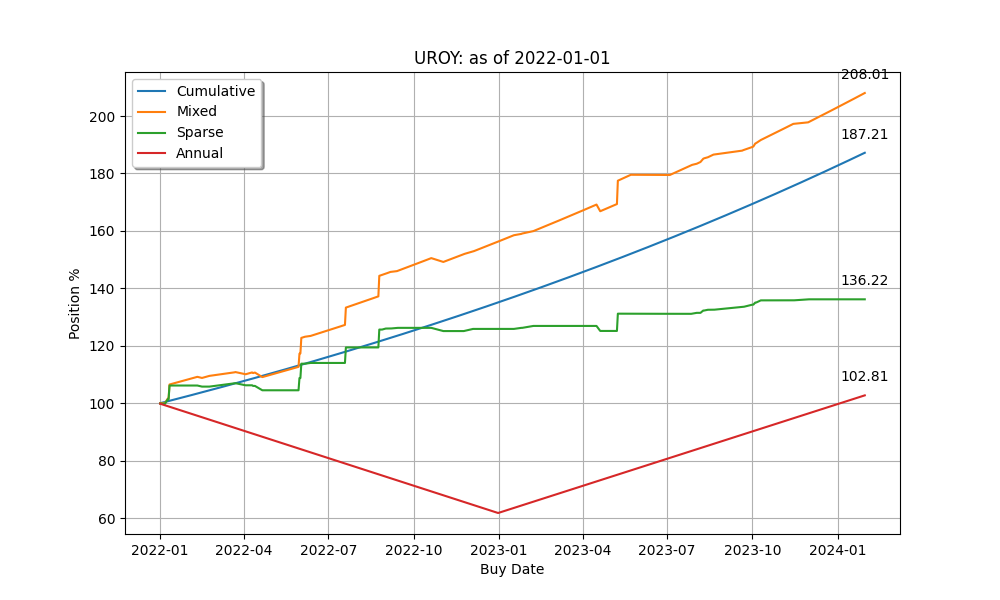 UROY: as of 2022-01-01
208.01
Cumulative
Mixed
Sparse
Annual
187.21
136.22
102.81
200
180
160
140
120
100
80
60
Position %
2022-01 2022-04 2022-07 2022-10 2023-01 2023-04 2023-07 2023-10 2024-01
Buy Date